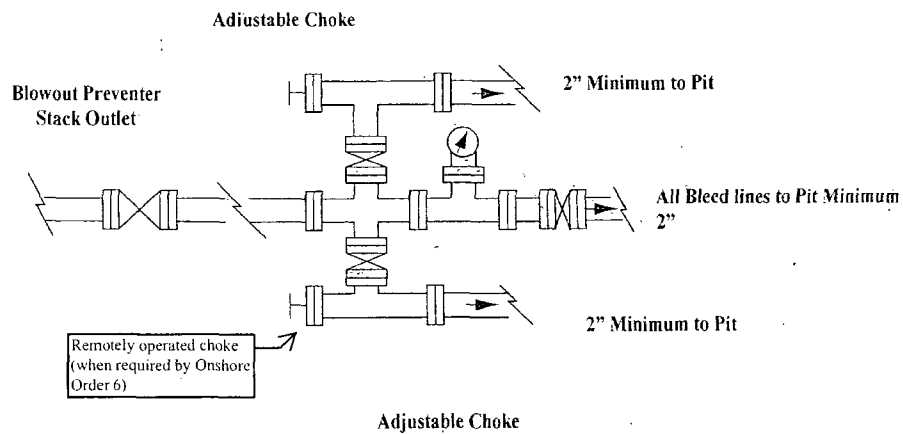 Adjustable Choke
Blowout Preventer
Stack Outlet
2" Minimum to Pit
All Bleed lines to Pit Minimum
2"
2" Minimum to Pit
Remotely operated choke
(when required by Onshore
Order 6)
Adjustable Choke